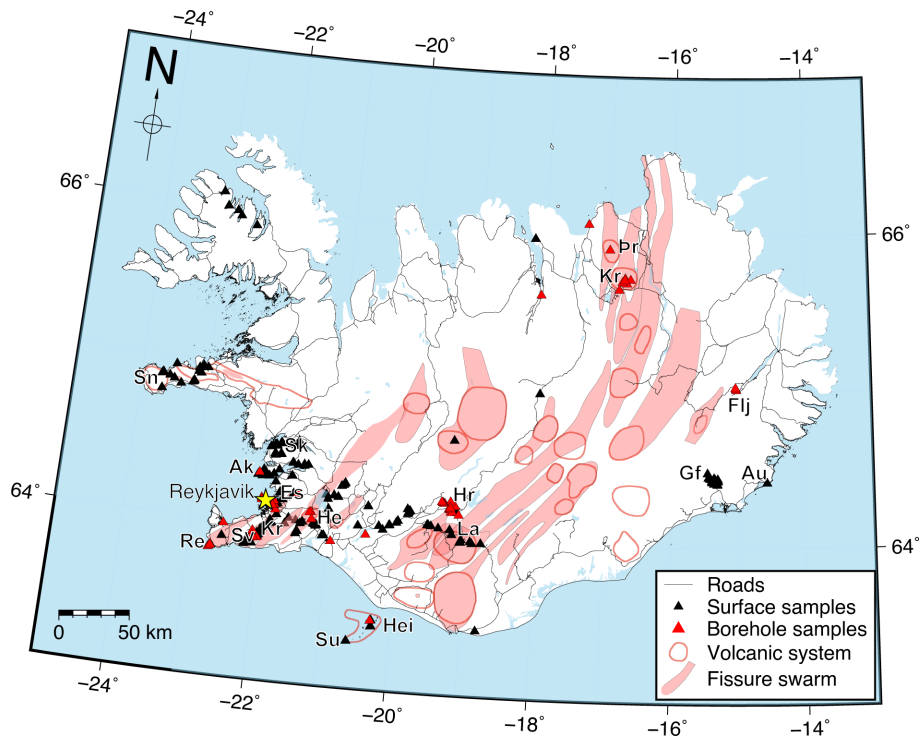 −24°
−22°
−20°
−18°
−16°
−14°
N
66°
66°
Þr
Kr
Sn
Flj
Sk
Ak
Gf
Au
Reykjavik
Es
Hr
64°
He
Kr
La
Sv
Re
64°
Hei
Su
0
50 km
Roads
Surface samples
Borehole samples
Volcanic system
Fissure swarm
−24°
−22°
−20°
−18°
−16°
−14°